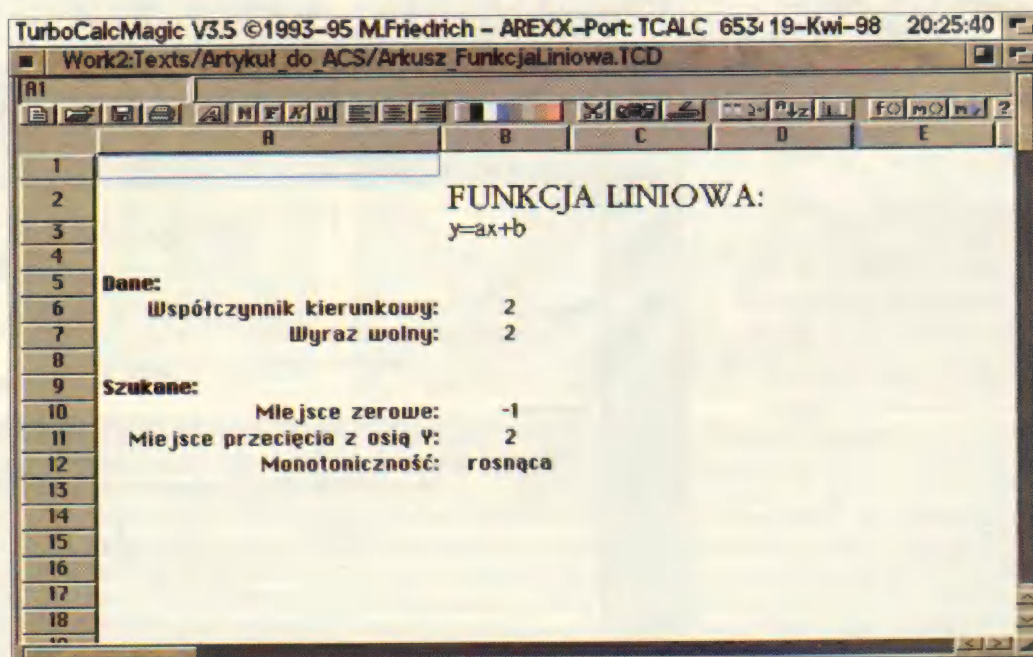 TurboCalcMagic V3.5 ©1993–95 M.Friedrich – AREXX–Port: TCALC 653 19–Kwi–98 20:25:40
Work2:Texts/Artykuł_do_ACS/Arkusz_FunkcjaLiniowa.TCD
A1
A N F K U ?
A B C D E
1
2 FUNKCJA LINIOWA:
3 y=ax+b
4
5 Dane:
6 Współczynnik kierunkowy: 2
7 Wyraz wolny: 2
8
9 Szukane:
10 Miejsce zerowe: -1
11 Miejsce przecięcia z osią Y: 2
12 Monotoniczność: rosnąca
13
14
15
16
17
18